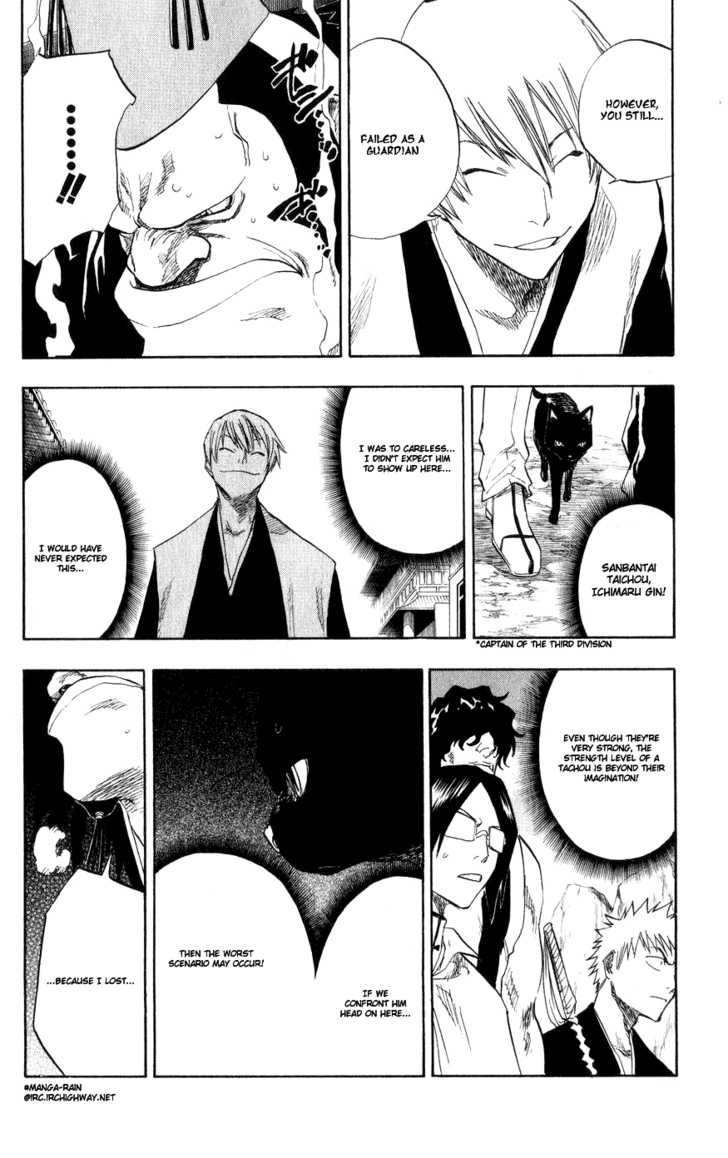 HOWEVER,
YOU STILL...
FAILED AS A
GUARDIAN
.......!!
SANBANTAI
TAICHOU,
ICHIMARU GIN!
*CAPTAIN OF THE THIRD DIVISION
I WAS TO CARELESS...
I DIDN'T EXPECT HIM
TO SHOW UP HERE...
I WOULD HAVE
NEVER EXPECTED
THIS...
EVEN THOUGH THEY'RE
VERY STRONG, THE
STRENGTH LEVEL OF A
TACHOU IS BEYOND THEIR
IMAGINATION!
IF WE
CONFRONT HIM
HEAD ON HERE...
THEN THE WORST
SCENARIO MAY OCCUR!
...BECAUSE I LOST...
#MANGA-RAIN
@IRC.IRCHIGHWAY.NET